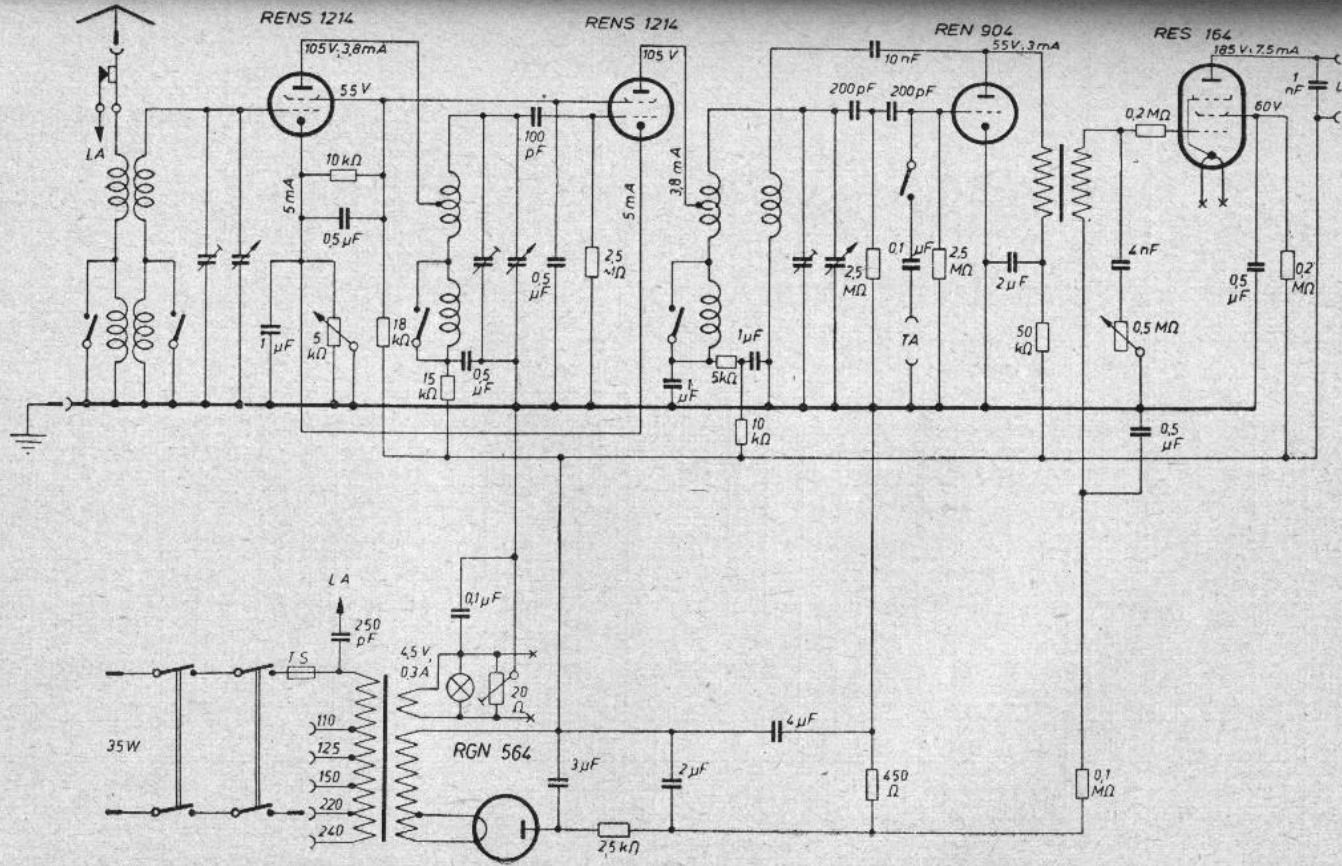 RENS 1214
RENS 1214
REN 904
RES 164
105 V; 3,8mA
105 V
10 nF
55V; 3 mA
185 V; 7,5 mA
1 nF
L
55 V
200 pF
200 pF
60V
0,2 MΩ
LA
100 pF
10 kΩ
5 mA
5 mA
3,8 mA
0,5 µF
2,5 MΩ
0,5 µF
2,5 MΩ
0,1 µF
2,5 MΩ
2 µF
4 nF
0,5 µF
0,2 MΩ
1 µF
5 kΩ
18 kΩ
15 kΩ
0,5 µF
1 µF
5 kΩ
1 µF
TA
50 kΩ
0,5 MΩ
10 kΩ
0,5 µF
LA
250 pF
0,1 µF
TS
4,5 V,
0,3 A
20 Ω
35 W
110
125
150
220
240
RGN 564
3 µF
2 µF
4 µF
450 Ω
0,1 MΩ
2,5 kΩ